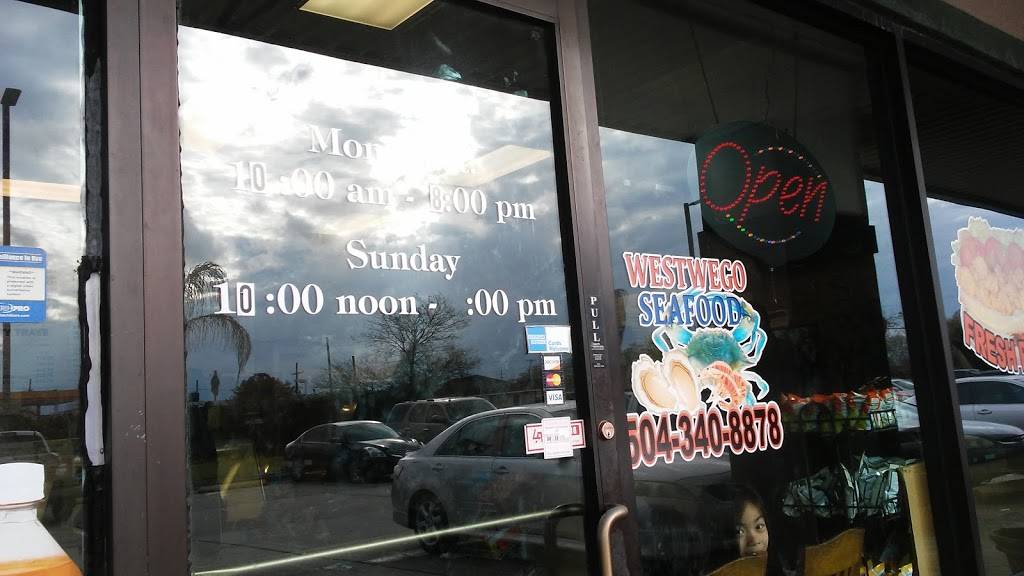 10:00 am - 8:00 pm
Sunday
10:00 noon - :00 pm
PULL
Open
WESTWEGO
SEAFOOD
504-340-8878
Cards
VISA
FRESH